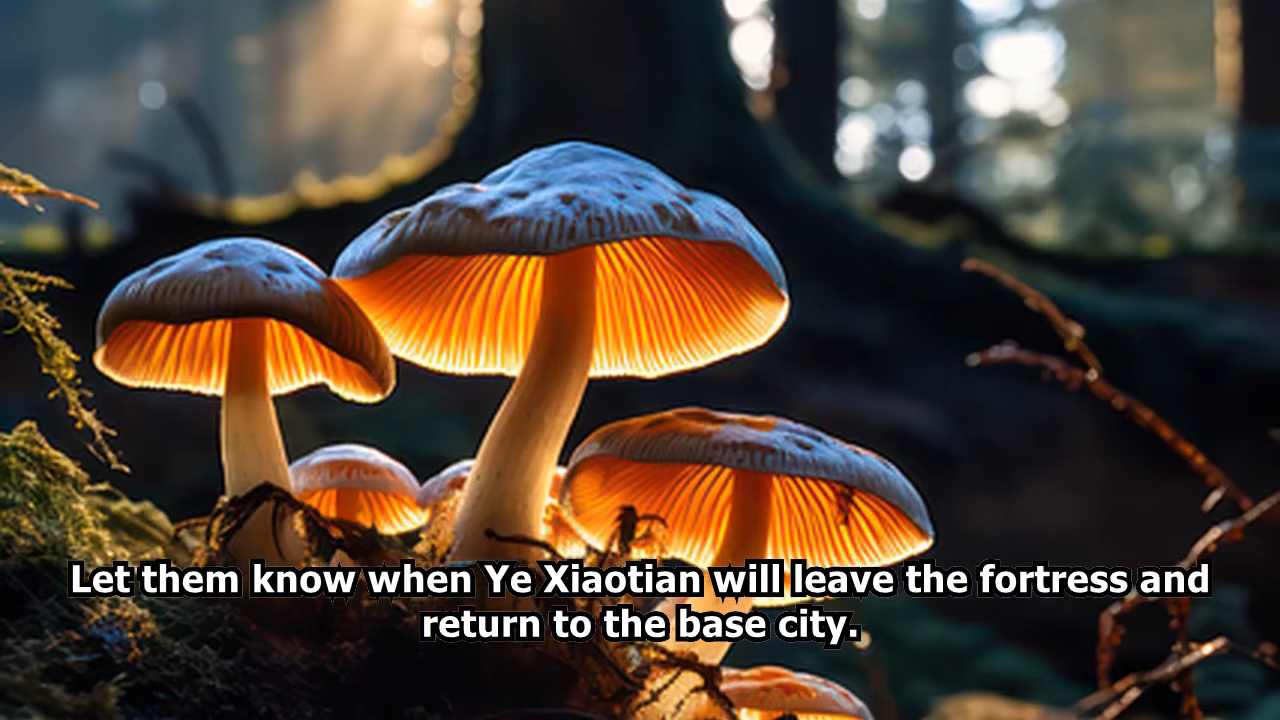 Let them know when Ye Xiaotian will leave the fortress and
return to the base city.